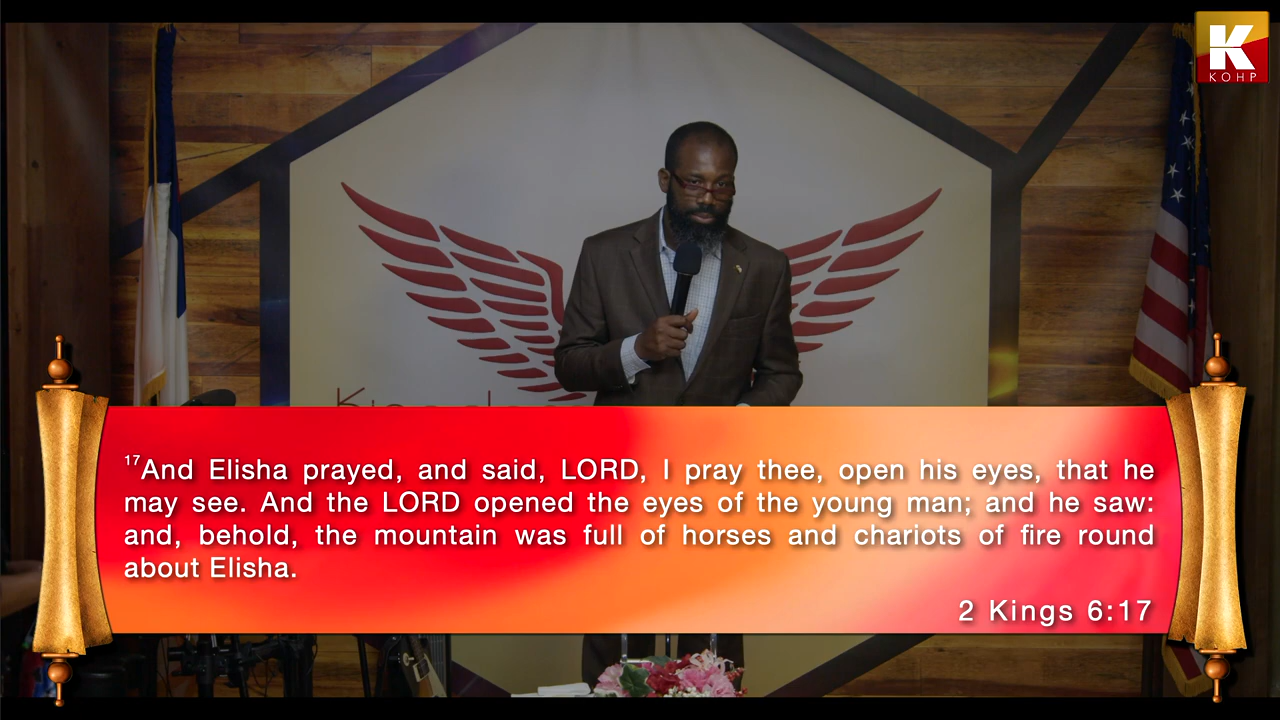 K
KOHP
17And Elisha prayed, and said, LORD, I pray thee, open his eyes, that he
may see. And the LORD opened the eyes of the young man; and he saw:
and, behold, the mountain was full of horses and chariots of fire round
about Elisha.
2 Kings 6:17